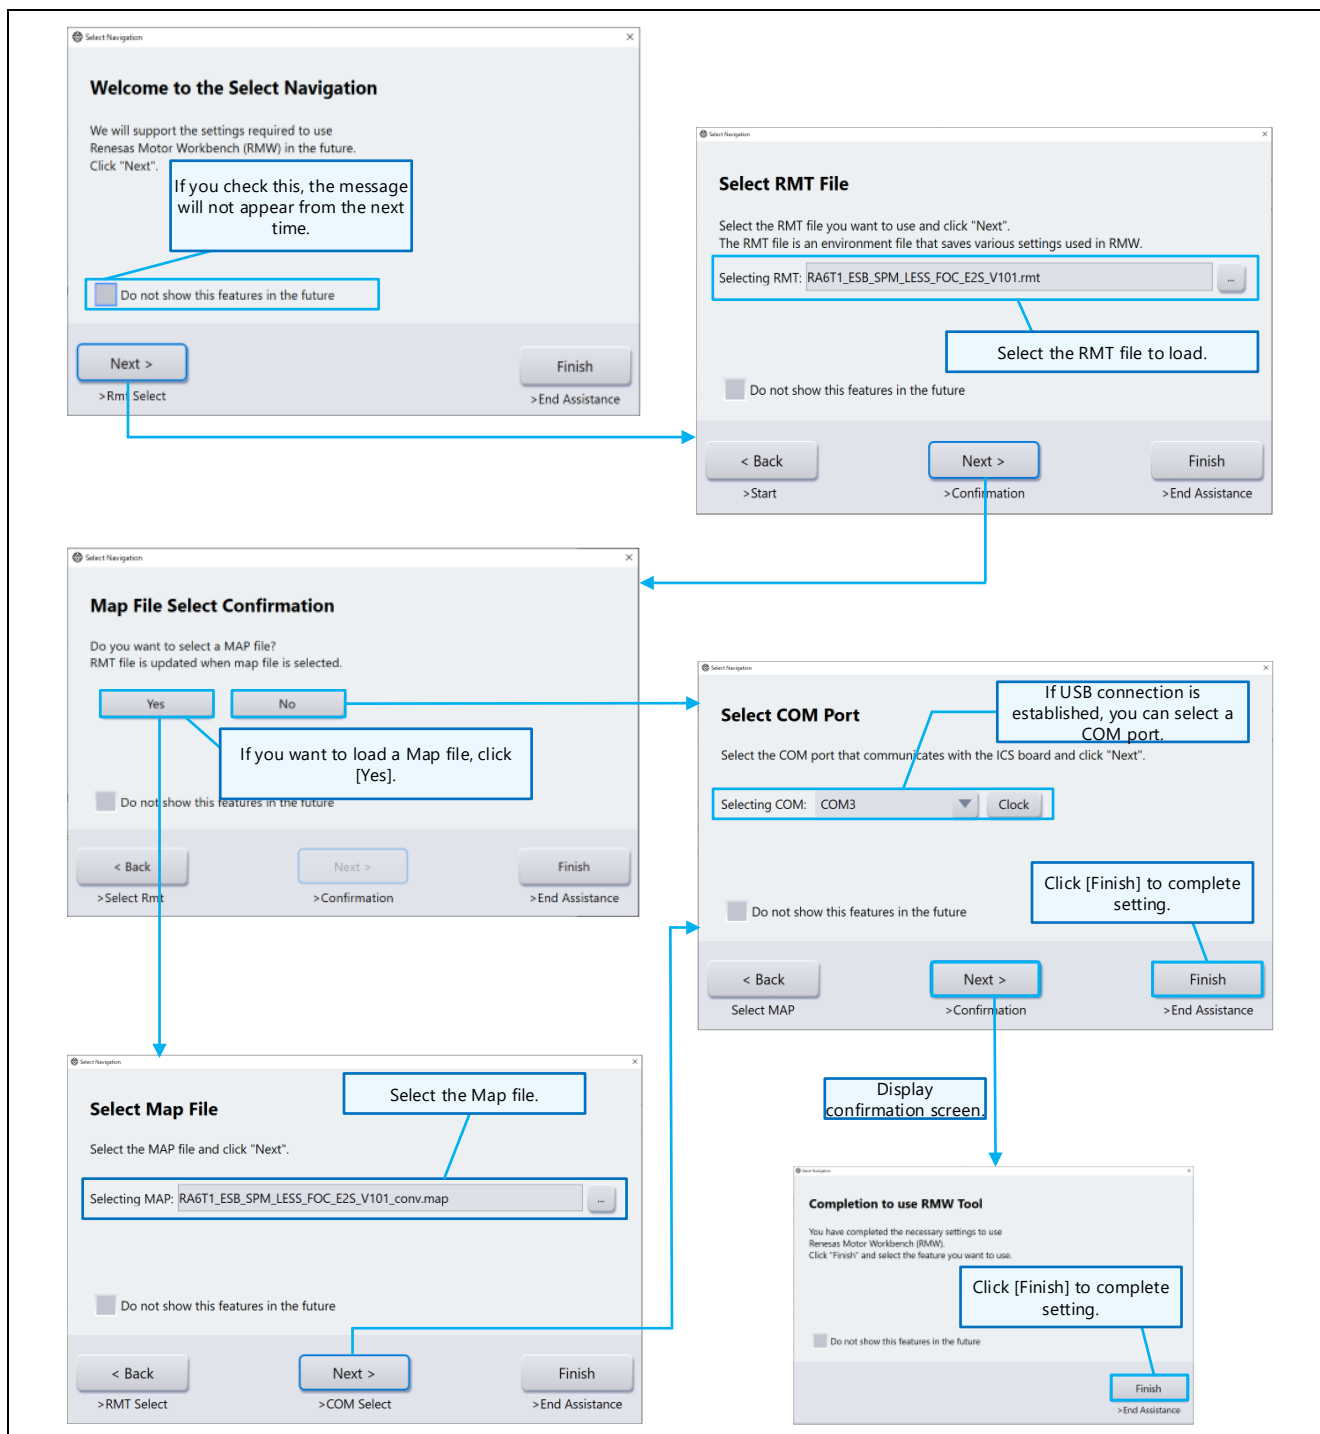 Select Navigation
Welcome to the Select Navigation
We will support the settings required to use
Renesas Motor Workbench (RMW) in the future.
Click "Next".
If you check this, the message
will not appear from the next
time.
Do not show this features in the future
Next >
>Rmt Select
Finish
>End Assistance
Select Navigation
Select RMT File
Select the RMT file you want to use and click "Next".
The RMT file is an environment file that saves various settings used in RMW.
Selecting RMT: RA6T1_ESB_SPM_LESS_FOC_E2S_V101.rmt ...
Select the RMT file to load.
Do not show this features in the future
< Back
>Start
Next >
>Confirmation
Finish
>End Assistance
Select Navigation
Map File Select Confirmation
Do you want to select a MAP file?
RMT file is updated when map file is selected.
Yes
No
If you want to load a Map file, click
[Yes].
Do not show this features in the future
< Back
>Select Rmt
Next >
>Confirmation
Finish
>End Assistance
Select Navigation
Select COM Port
If USB connection is
established, you can select a
COM port.
Select the COM port that communicates with the ICS board and click "Next".
Selecting COM: COM3
Clock
Click [Finish] to complete
setting.
Do not show this features in the future
< Back
Select MAP
Next >
>Confirmation
Finish
>End Assistance
Select Navigation
Select Map File
Select the Map file.
Select the MAP file and click "Next".
Selecting MAP: RA6T1_ESB_SPM_LESS_FOC_E2S_V101_conv.map ...
Do not show this features in the future
< Back
>RMT Select
Next >
>COM Select
Finish
>End Assistance
Display
confirmation screen.
Select Navigation
Completion to use RMW Tool
You have completed the necessary settings to use
Renesas Motor Workbench (RMW).
Click "Finish" and select the feature you want to use.
Click [Finish] to complete
setting.
Do not show this features in the future
Finish
>End Assistance